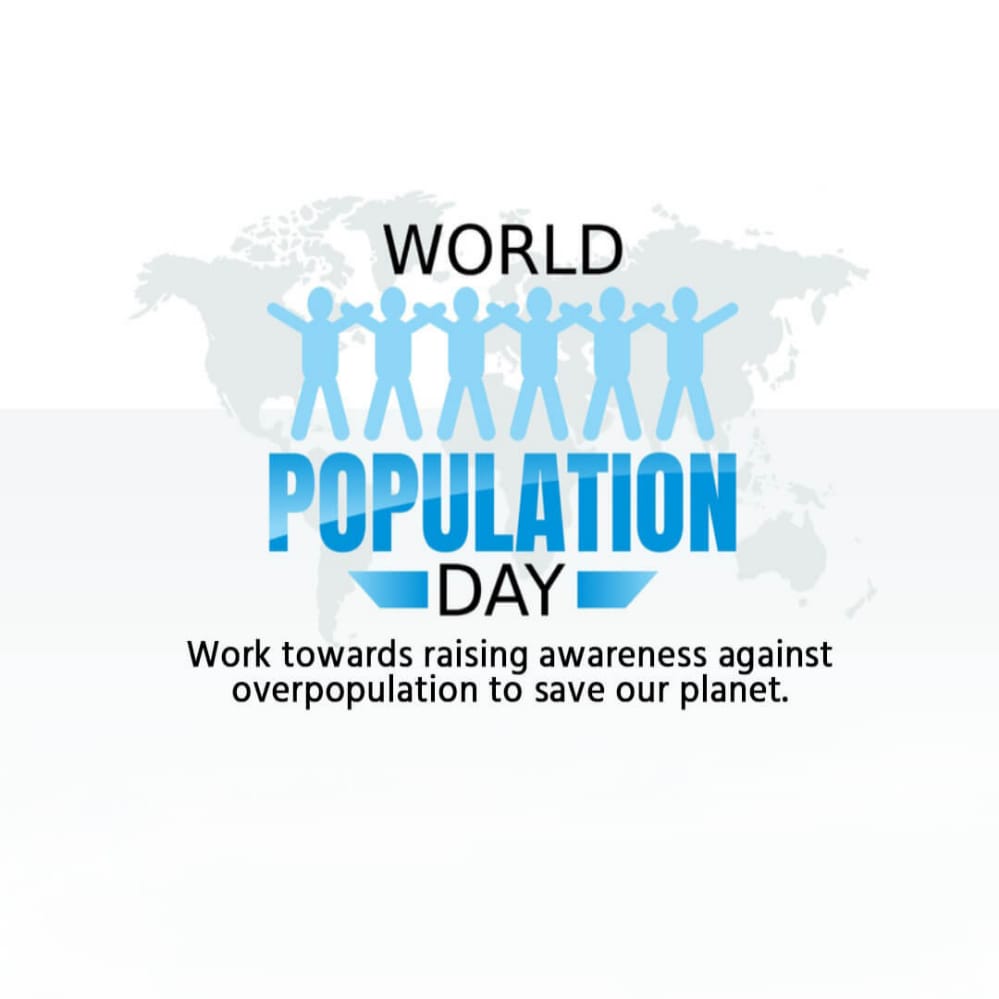 WORLD
POPULATION
DAY
Work towards raising awareness against
overpopulation to save our planet.